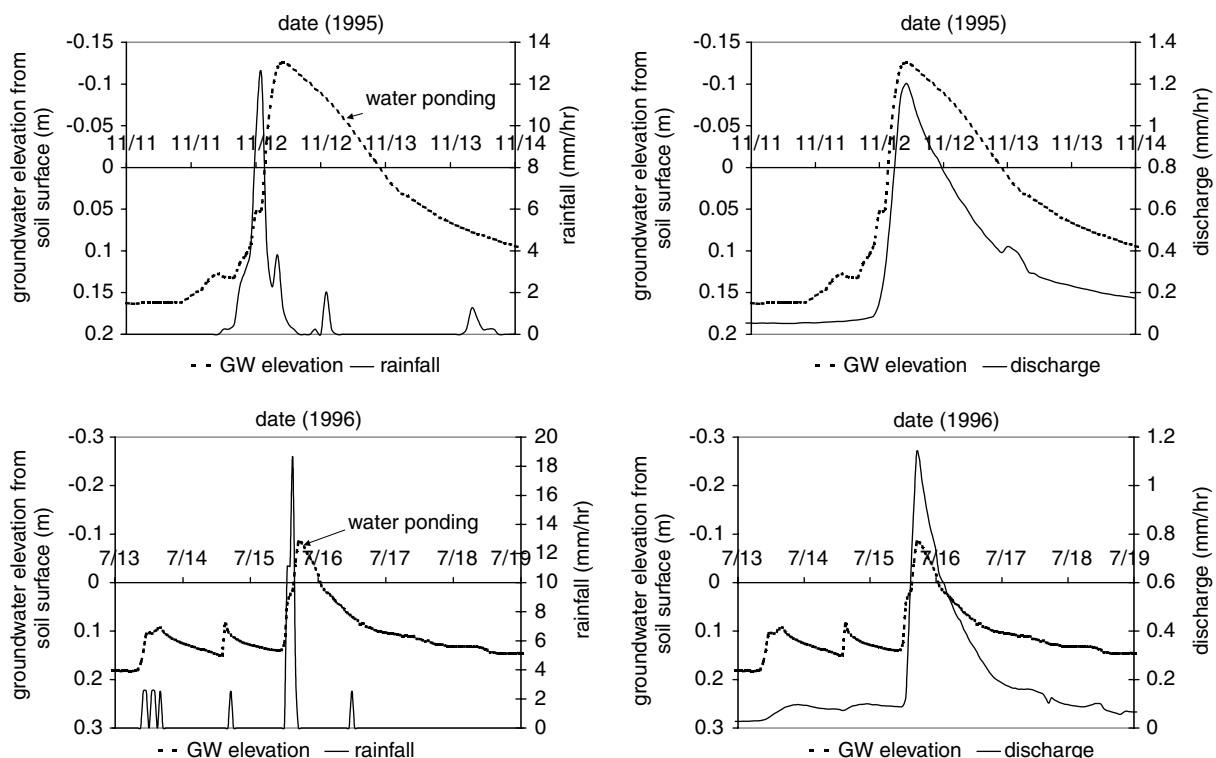 date (1995)
groundwater elevation from
soil surface (m)
-0.15
-0.1
-0.05
0
0.05
0.1
0.15
0.2
11/11 11/11 11/12 11/12 11/13 11/13 11/14
water ponding
14
12
10
8
6
4
2
0
rainfall (mm/hr)
GW elevation rainfall
date (1995)
groundwater elevation from
soil surface (m)
-0.15
-0.1
-0.05
0
0.05
0.1
0.15
0.2
11/11 11/11 11/12 11/12 11/13 11/13 11/14
1.4
1.2
1
0.8
0.6
0.4
0.2
0
discharge (mm/hr)
GW elevation discharge
date (1996)
groundwater elevation from
soil surface (m)
-0.3
-0.2
-0.1
0
0.1
0.2
0.3
7/13 7/14 7/15 7/16 7/17 7/18 7/19
water ponding
20
18
16
14
12
10
8
6
4
2
0
rainfall (mm/hr)
GW elevation rainfall
date (1996)
groundwater elevation from
soil surface (m)
-0.3
-0.2
-0.1
0
0.1
0.2
0.3
7/13 7/14 7/15 7/16 7/17 7/18 7/19
1.2
1
0.8
0.6
0.4
0.2
0
discharge (mm/hr)
GW elevation discharge